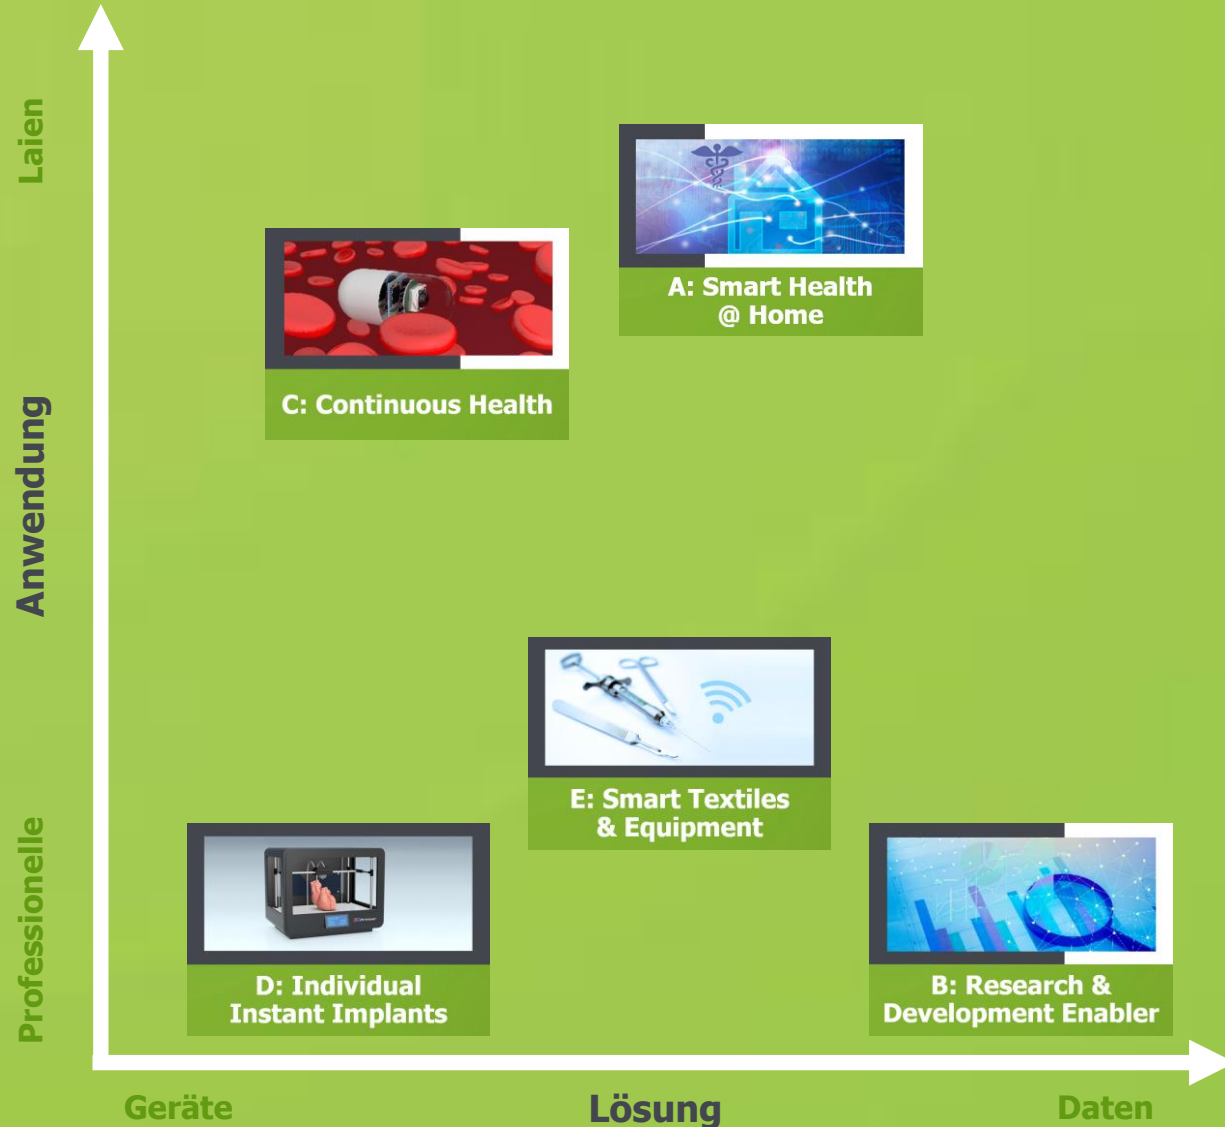 Laien
Anwendung
Professionelle
A: Smart Health
@ Home
C: Continuous Health
E: Smart Textiles
& Equipment
D: Individual
Instant Implants
B: Research &
Development Enabler
Geräte
Lösung
Daten